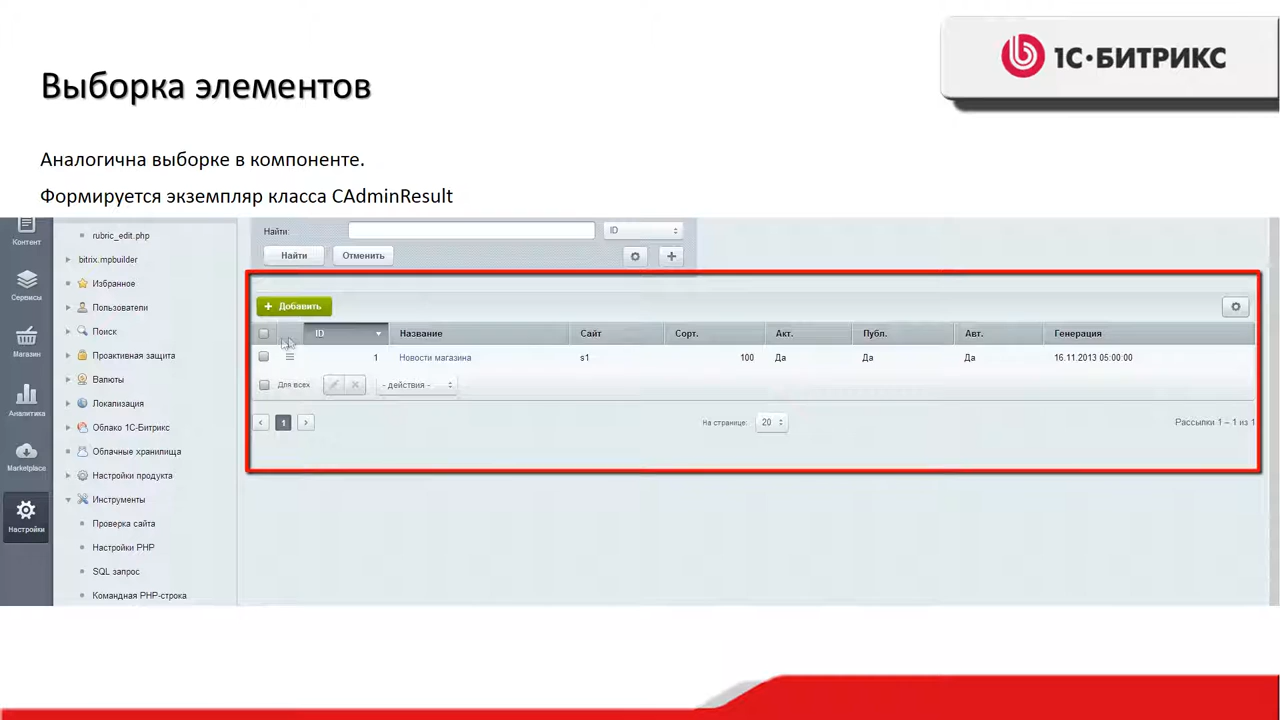 1С·БИТРИКС
Выборка элементов
Аналогична выборке в компоненте.
Формируется экземпляр класса CAdminResult
Контент
Сервисы
Магазин
Аналитика
Marketplace
Настройки
rubric_edit.php
bitrix.mpbuilder
Избранное
Пользователи
Поиск
Проактивная защита
Валюты
Локализация
Облако 1С-Битрикс
Облачные хранилища
Настройки продукта
Инструменты
Проверка сайта
Настройки PHP
SQL запрос
Командная PHP-строка
Найти: ID
Найти Отменить
+ Добавить
ID Название Сайт Сорт. Акт. Публ. Авт. Генерация
1 Новости магазина s1 100 Да Да Да 16.11.2013 05:00:00
Для всех - действия -
1 На странице: 20 Рассылки 1 – 1 из 1